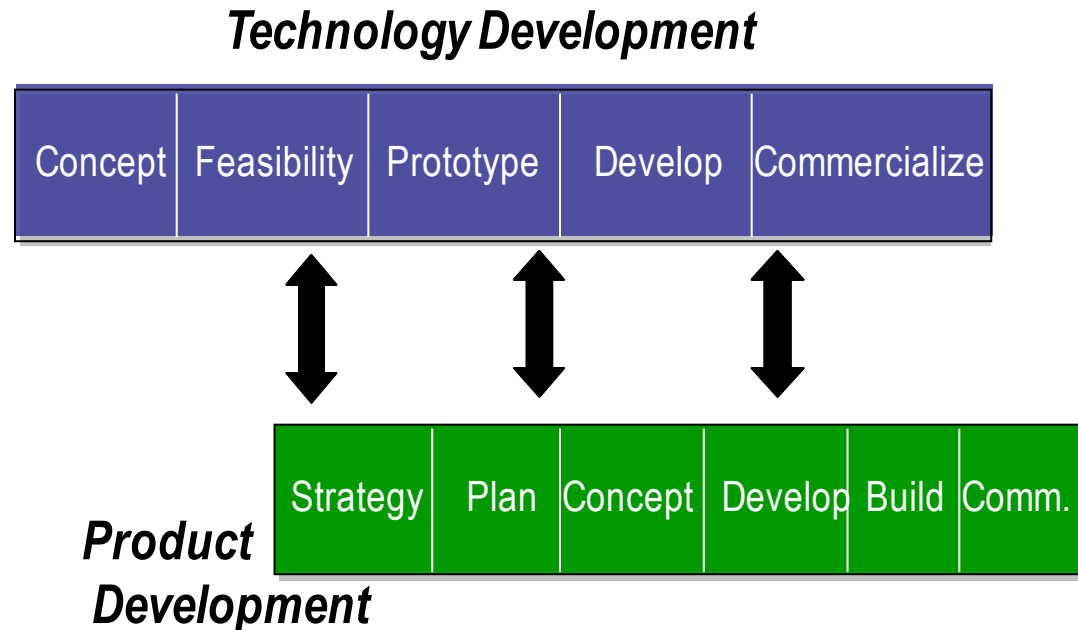 Technology Development
Concept Feasibility Prototype Develop Commercialize
Strategy Plan Concept Develop Build Comm.
Product
Development